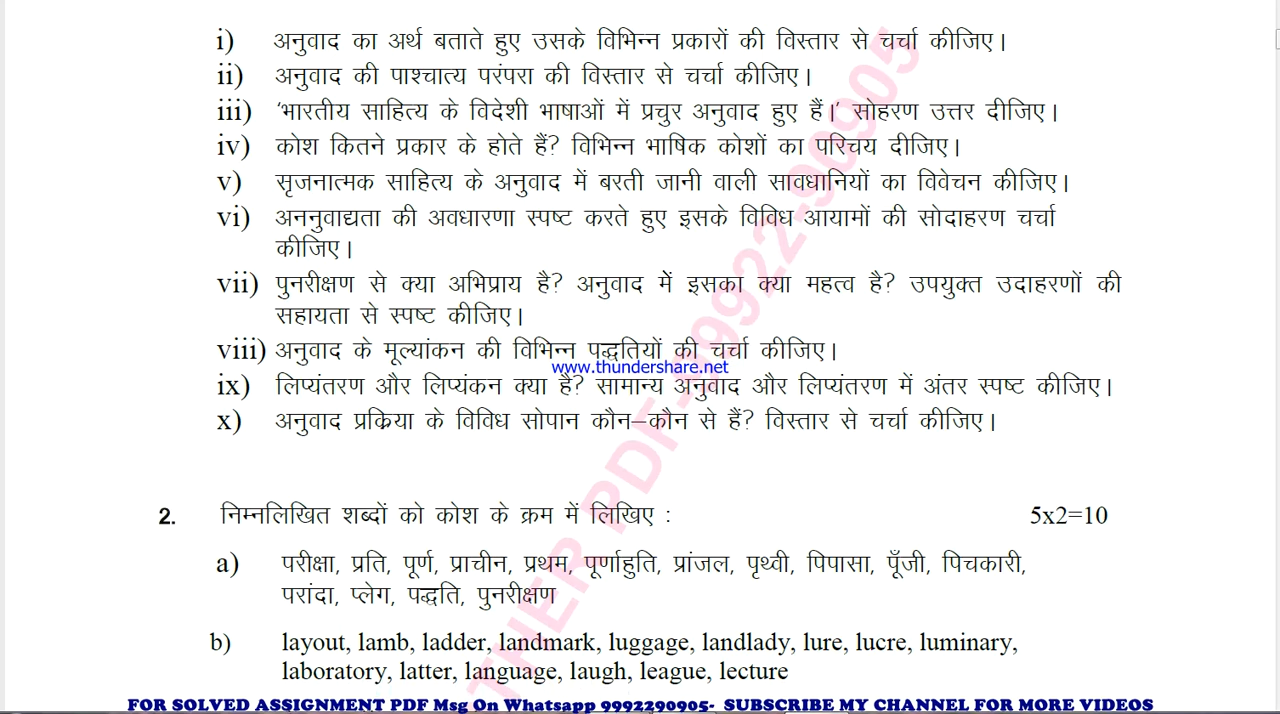 i) अनुवाद का अर्थ बताते हुए उसके विभिन्न प्रकारों की विस्तार से चर्चा कीजिए।
ii) अनुवाद की पाश्चात्य परंपरा की विस्तार से चर्चा कीजिए।
iii) 'भारतीय साहित्य के विदेशी भाषाओं में प्रचुर अनुवाद हुए हैं।' सोहरण उत्तर दीजिए।
iv) कोश कितने प्रकार के होते हैं? विभिन्न भाषिक कोशों का परिचय दीजिए।
v) सृजनात्मक साहित्य के अनुवाद में बरती जानी वाली सावधानियों का विवेचन कीजिए।
vi) अननुवाद्यता की अवधारणा स्पष्ट करते हुए इसके विविध आयामों की सोदाहरण चर्चा
कीजिए।
vii) पुनरीक्षण से क्या अभिप्राय है? अनुवाद में इसका क्या महत्व है? उपयुक्त उदाहरणों की
सहायता से स्पष्ट कीजिए।
viii) अनुवाद के मूल्यांकन की विभिन्न पद्धतियों की चर्चा कीजिए।
www.thundershare.net
ix) लिप्यंतरण और लिप्यंकन क्या है? सामान्य अनुवाद और लिप्यंतरण में अंतर स्पष्ट कीजिए।
x) अनुवाद प्रक्रिया के विविध सोपान कौन–कौन से हैं? विस्तार से चर्चा कीजिए।
2. निम्नलिखित शब्दों को कोश के क्रम में लिखिए : 5x2=10
a) परीक्षा, प्रति, पूर्ण, प्राचीन, प्रथम, पूर्णाहुति, प्रांजल, पृथ्वी, पिपासा, पूँजी, पिचकारी,
परांदा, प्लेग, पद्धति, पुनरीक्षण
b) layout, lamb, ladder, landmark, luggage, landlady, lure, lucre, luminary,
laboratory, latter, language, laugh, league, lecture
THER PDF-99922-90905
FOR SOLVED ASSIGNMENT PDF Msg On Whatsapp 9992290905- SUBSCRIBE MY CHANNEL FOR MORE VIDEOS